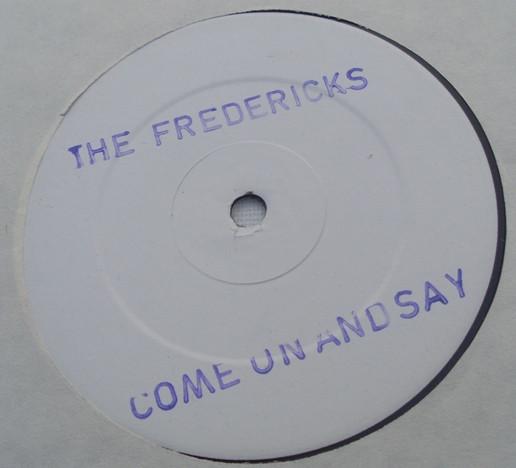 THE FREDERICKS
COME ON AND SAY